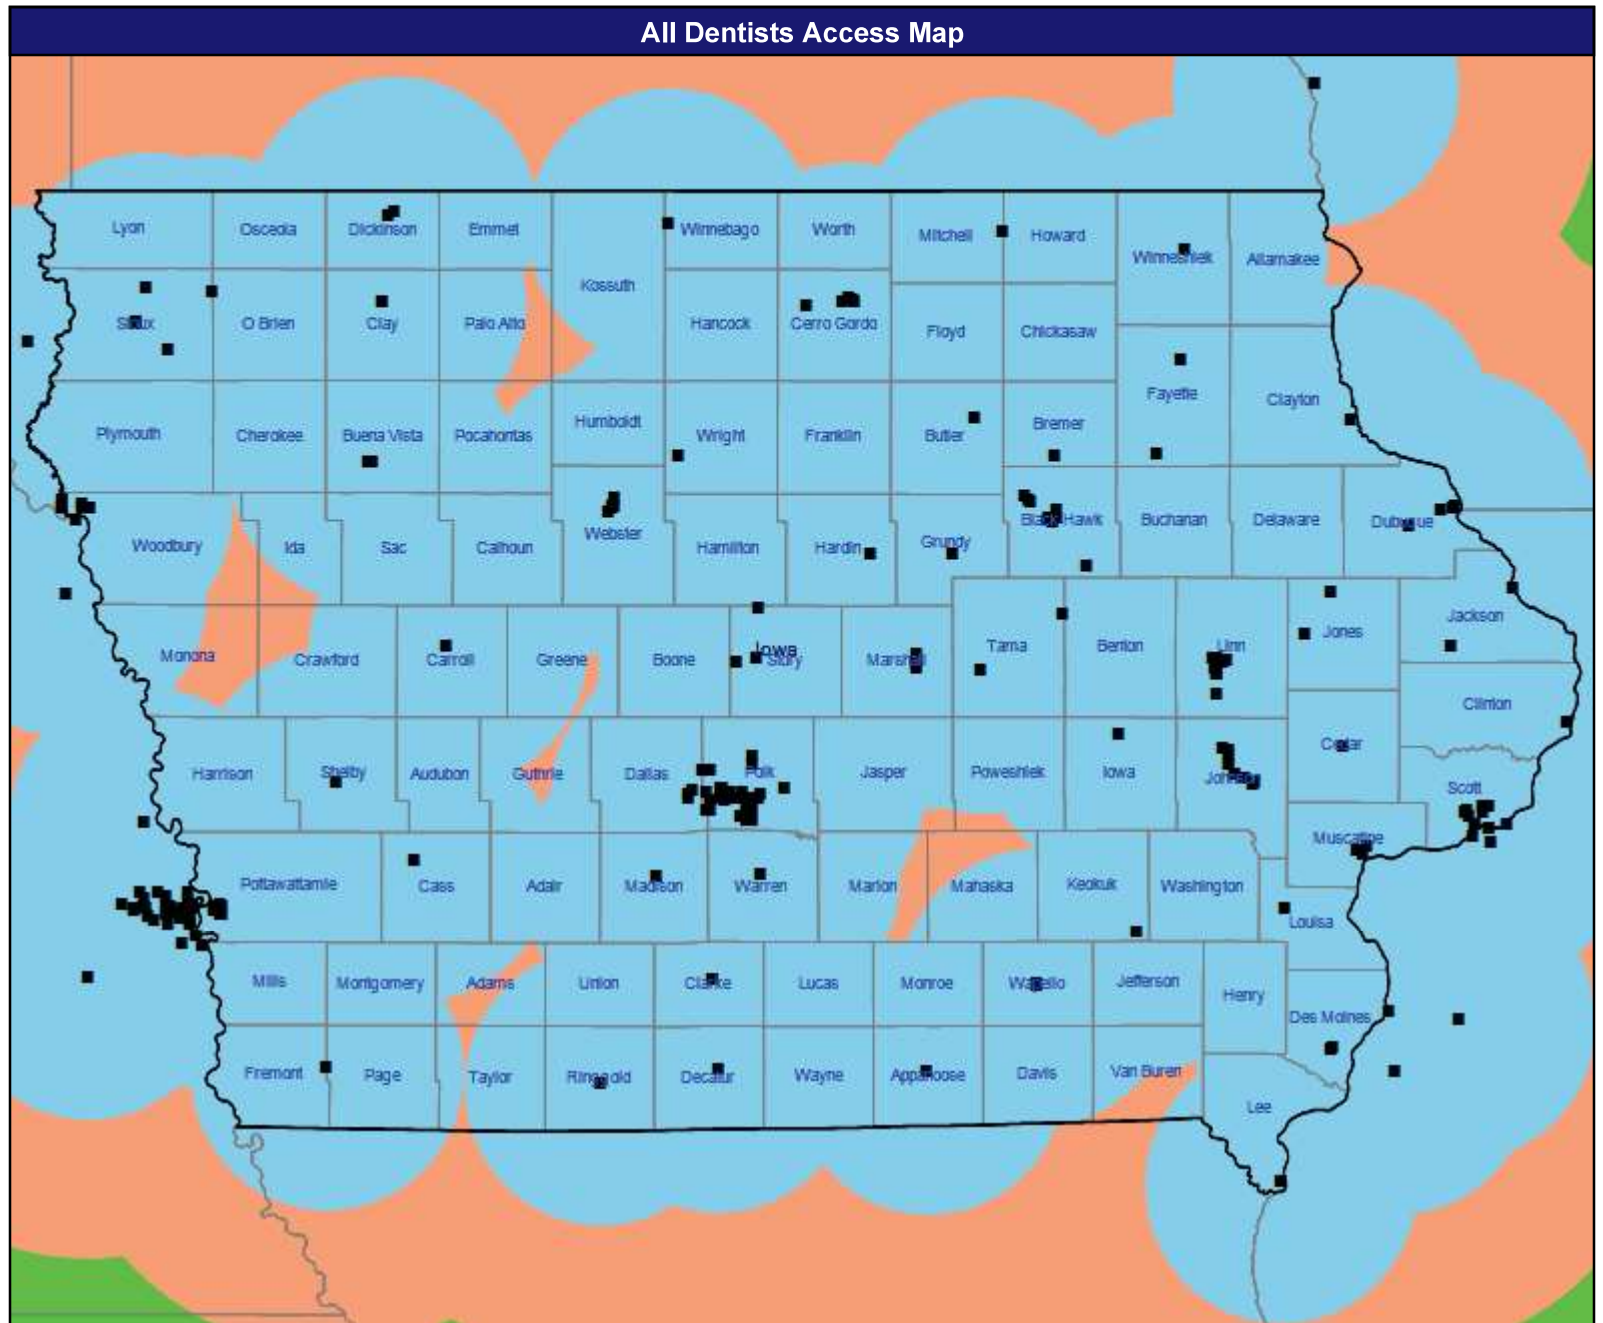 All Dentists Access Map
Lyon
Osceola
Dickinson
Emmet
Kossuth
Winnebago
Worth
Mitchell
Howard
Winneshiek
Allamakee
Sioux
O Brien
Clay
Palo Alto
Hancock
Cerro Gordo
Floyd
Chickasaw
Fayette
Clayton
Plymouth
Cherokee
Buena Vista
Pocahontas
Humboldt
Wright
Franklin
Butler
Bremer
Woodbury
Ida
Sac
Calhoun
Webster
Hamilton
Hardin
Grundy
Black Hawk
Buchanan
Delaware
Dubuque
Monona
Crawford
Carroll
Greene
Boone
Iowa
Story
Marshall
Tama
Benton
Linn
Jones
Jackson
Clinton
Harrison
Shelby
Audubon
Guthrie
Dallas
Polk
Jasper
Poweshiek
Iowa
Johnson
Cedar
Scott
Muscatine
Pottawattamie
Cass
Adair
Madison
Warren
Marion
Mahaska
Keokuk
Washington
Louisa
Mills
Montgomery
Adams
Union
Clarke
Lucas
Monroe
Wapello
Jefferson
Henry
Des Moines
Fremont
Page
Taylor
Ringgold
Decatur
Wayne
Appanoose
Davis
Van Buren
Lee